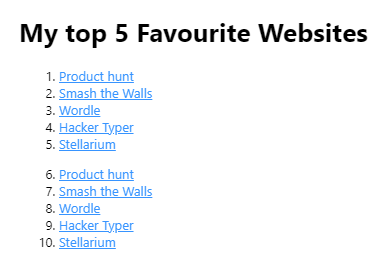 My top 5 Favourite Websites
1. Product hunt
2. Smash the Walls
3. Wordle
4. Hacker Typer
5. Stellarium
6. Product hunt
7. Smash the Walls
8. Wordle
9. Hacker Typer
10. Stellarium